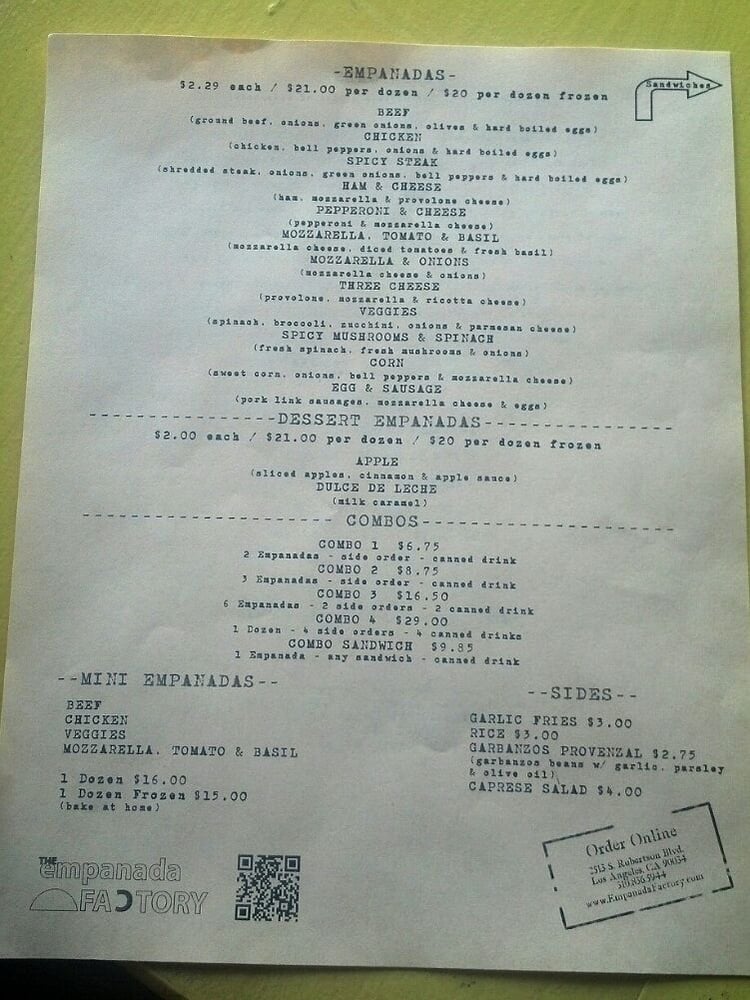 -EMPANADAS-
$2.29 each / $21.00 per dozen / $20 per dozen frozen
Sandwiches
BEEF
(ground beef. onions. green onions. olives & hard boiled eggs)
CHICKEN
(chicken. bell peppers. onions & hard boiled eggs)
SPICY STEAK
(shredded steak. onions. green onions. bell peppers & hard boiled eggs)
HAM & CHEESE
(ham. mozzarella & provolone cheese)
PEPPERONI & CHEESE
(pepperoni & mozzarella cheese)
MOZZARELLA. TOMATO & BASIL
(mozzarella cheese. diced tomatoes & fresh basil)
MOZZARELLA & ONIONS
(mozzarella cheese & onions)
THREE CHEESE
(provolone. mozzarella & ricotta cheese)
VEGGIES
(spinach. broccoli. zucchini. onions & parmesan cheese)
SPICY MUSHROOMS & SPINACH
(fresh spinach. fresh mushrooms & onions)
CORN
(sweet corn. onions. bell peppers & mozzarella cheese)
EGG & SAUSAGE
(pork link sausages. mozzarella cheese & eggs)
DESSERT EMPANADAS
$2.00 each / $21.00 per dozen / $20 per dozen frozen
APPLE
(sliced apples. cinnamon & apple sauce)
DULCE DE LECHE
(milk caramel)
COMBOS
COMBO 1 $6.75
2 Empanadas - side order - canned drink
COMBO 2 $8.75
3 Empanadas - side order - canned drink
COMBO 3 $16.50
6 Empanadas - 2 side orders - 2 canned drink
COMBO 4 $29.00
1 Dozen - 4 side orders - 4 canned drinks
COMBO SANDWICH $9.85
1 Empanada - any sandwich - canned drink
--MINI EMPANADAS--
BEEF
CHICKEN
VEGGIES
MOZZARELLA. TOMATO & BASIL
1 Dozen $16.00
1 Dozen Frozen $15.00
(bake at home)
--SIDES--
GARLIC FRIES $3.00
RICE $3.00
GARBANZOS PROVENZAL $2.75
(garbanzos beans w/ garlic. parsley
& olive oil)
CAPRESE SALAD $4.00
THE
empanada
FACTORY
Order Online
2513 S. Robertson Blvd.
Los Angeles, CA 90034
310.836.5944
www.EmpanadaFactory.com